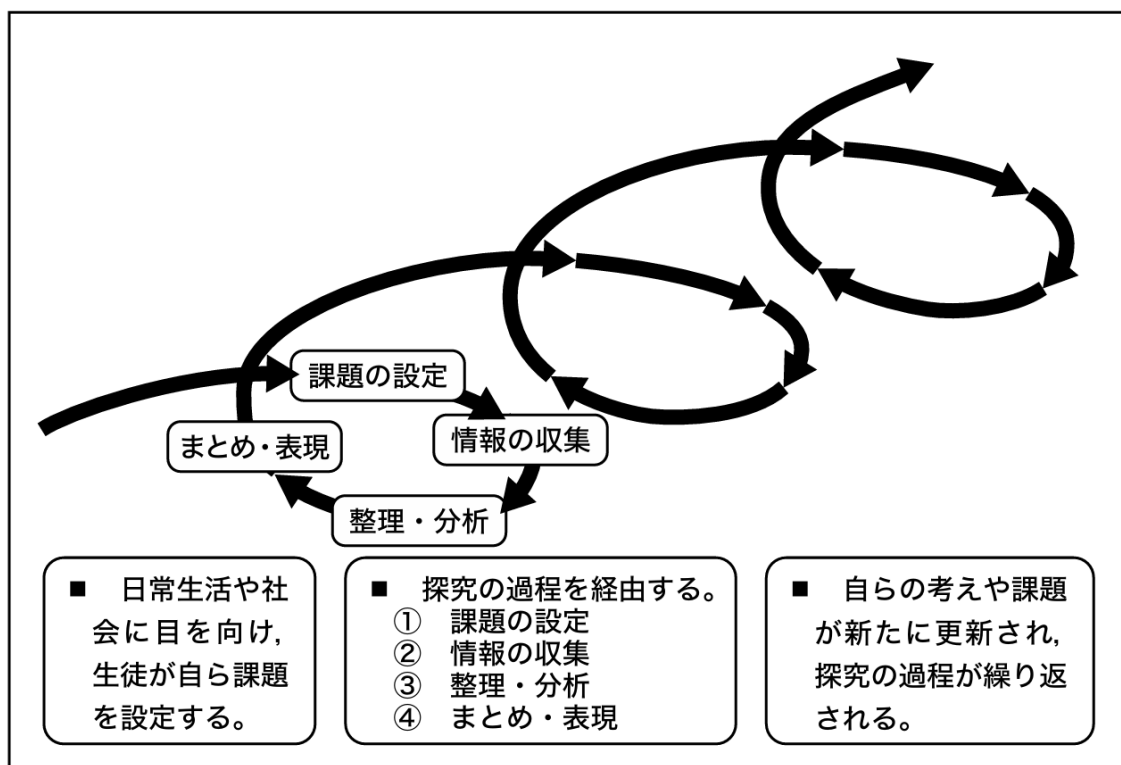 課題の設定
まとめ・表現
情報の収集
整理・分析
■　日常生活や社
会に目を向け，
生徒が自ら課題
を設定する。
■　探究の過程を経由する。
①　課題の設定
②　情報の収集
③　整理・分析
④　まとめ・表現
■　自らの考えや課題
が新たに更新され，
探究の過程が繰り返
される。